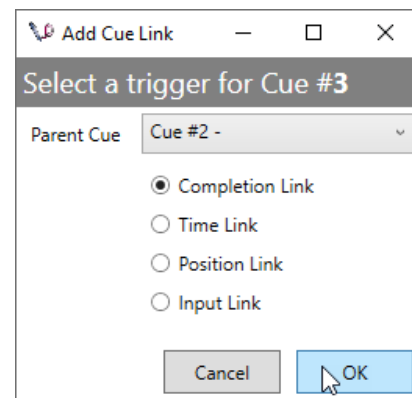 Add Cue Link
Select a trigger for Cue #3
Parent Cue Cue #2 -
Completion Link
Time Link
Position Link
Input Link
Cancel OK